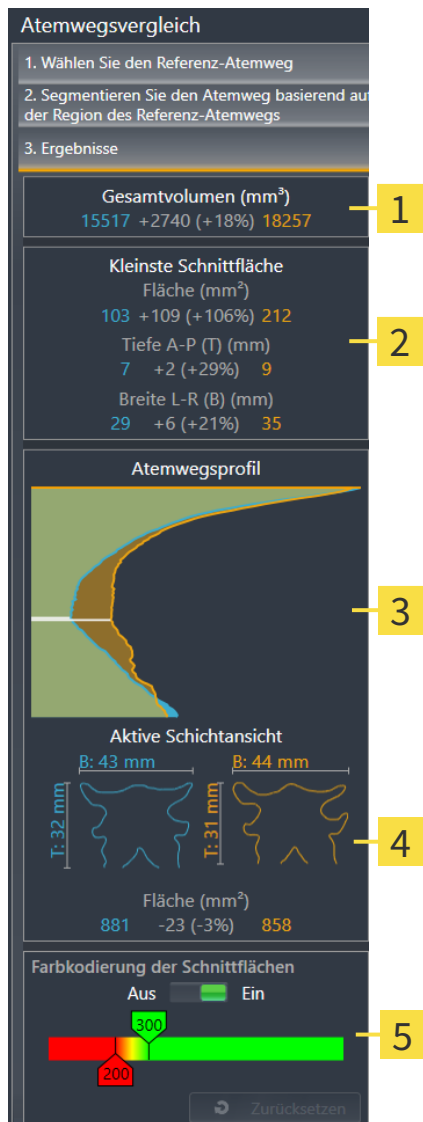 Atemwegsvergleich
1. Wählen Sie den Referenz-Atemweg
2. Segmentieren Sie den Atemweg basierend auf
der Region des Referenz-Atemwegs
3. Ergebnisse
Gesamtvolumen (mm³)
15517 +2740 (+18%) 18257
1
Kleinste Schnittfläche
Fläche (mm²)
103 +109 (+106%) 212
Tiefe A-P (T) (mm)
7 +2 (+29%) 9
2
Breite L-R (B) (mm)
29 +6 (+21%) 35
Atemwegsprofil
3
Aktive Schichtansicht
B: 43 mm B: 44 mm
T: 32 mm T: 31 mm
4
Fläche (mm²)
881 -23 (-3%) 858
Farbkodierung der Schnittflächen
Aus Ein
300
5
200
Zurücksetzen